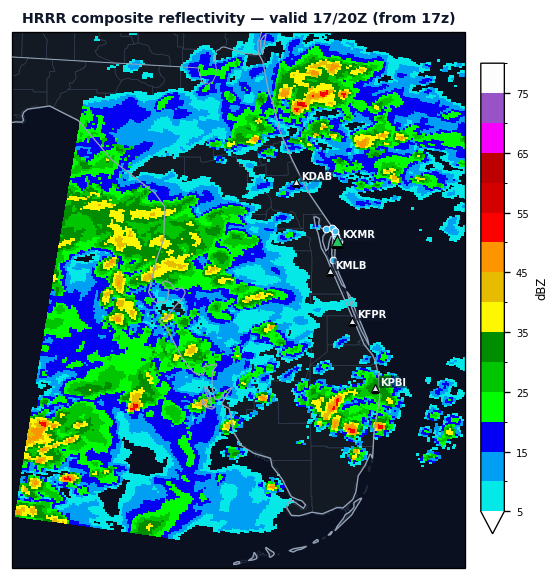 HRRR composite reflectivity — valid 17/20Z (from 17z)
KDAB
KXMR
KMLB
KFPR
KPBI
75
65
55
45
35
25
15
5
dBZ